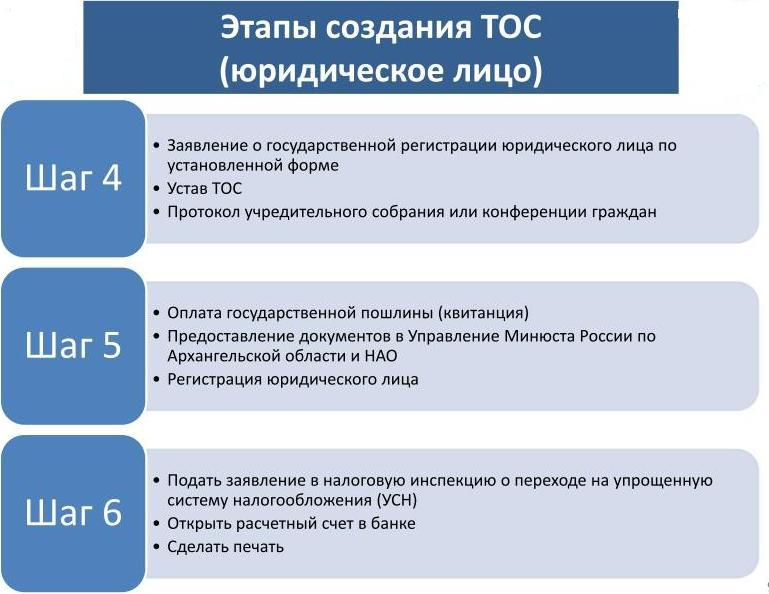 Этапы создания ТОС
(юридическое лицо)
Шаг 4
• Заявление о государственной регистрации юридического лица по
установленной форме
• Устав ТОС
• Протокол учредительного собрания или конференции граждан
Шаг 5
• Оплата государственной пошлины (квитанция)
• Предоставление документов в Управление Минюста России по
Архангельской области и НАО
• Регистрация юридического лица
Шаг 6
• Подать заявление в налоговую инспекцию о переходе на упрощенную
систему налогообложения (УСН)
• Открыть расчетный счет в банке
• Сделать печать